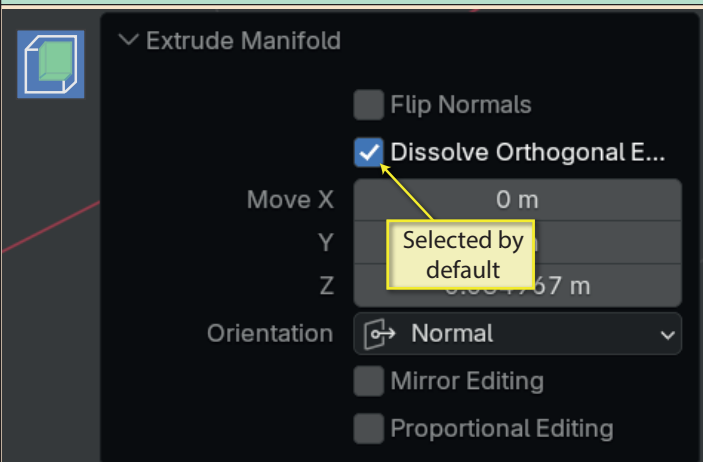 Extrude Manifold
Flip Normals
Dissolve Orthogonal E...
Move X 0 m
Y
Selected by
default
Z m
Orientation Normal
Mirror Editing
Proportional Editing